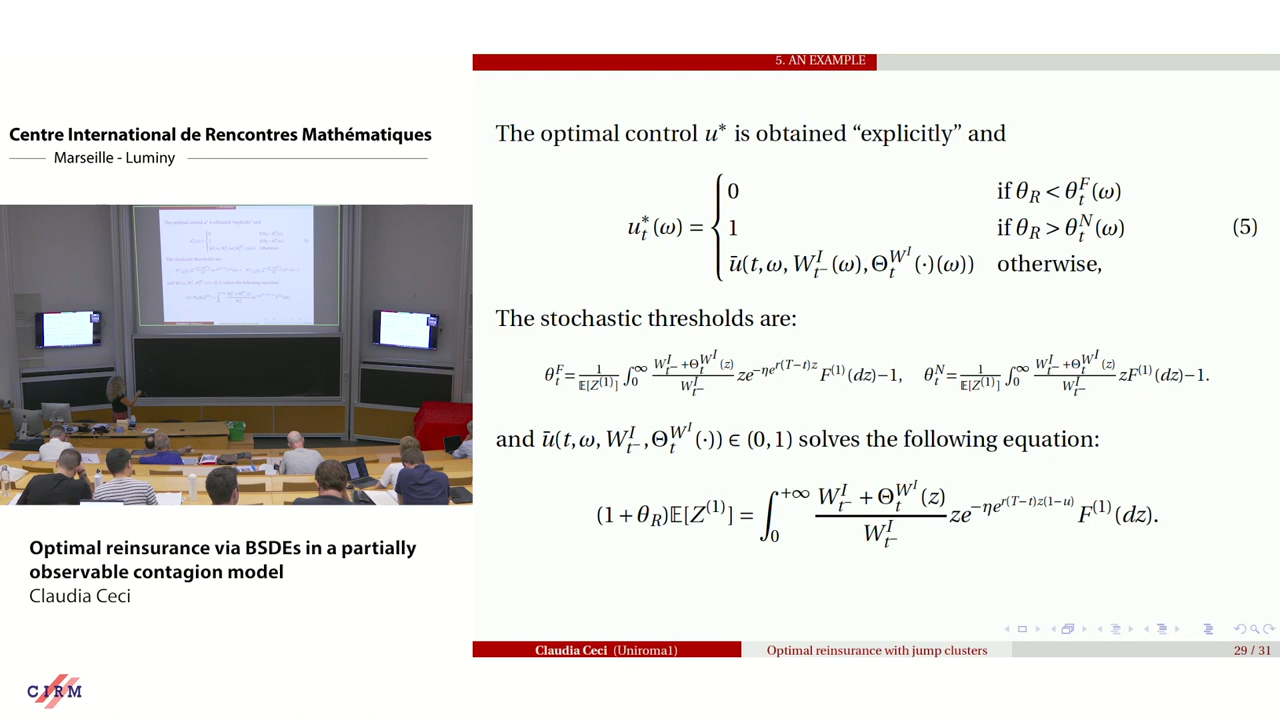 Centre International de Rencontres Mathématiques
Marseille - Luminy
Optimal reinsurance via BSDEs in a partially
observable contagion model
Claudia Ceci
CIRM
5. AN EXAMPLE
The optimal control u* is obtained “explicitly” and
u_t^*(ω) = { 0 if θ_R < θ_t^F(ω)
1 if θ_R > θ_t^N(ω) (5)
ū(t, ω, W_{t^-}^I(ω), Θ_t^{W^I}(·)(ω)) otherwise,
The stochastic thresholds are:
θ_t^F = \frac{1}{𝔼[Z^{(1)}]} ∫_0^∞ \frac{W_{t^-}^I + Θ_t^{W^I}(z)}{W_{t^-}^I} z e^{-ηe^{r(T-t)z}} F^{(1)}(dz) − 1, θ_t^N = \frac{1}{𝔼[Z^{(1)}]} ∫_0^∞ \frac{W_{t^-}^I + Θ_t^{W^I}(z)}{W_{t^-}^I} z F^{(1)}(dz) − 1.
and ū(t, ω, W_{t^-}^I, Θ_t^{W^I}(·)) ∈ (0, 1) solves the following equation:
(1 + θ_R)𝔼[Z^{(1)}] = ∫_0^{+∞} \frac{W_{t^-}^I + Θ_t^{W^I}(z)}{W_{t^-}^I} z e^{-ηe^{r(T-t)z(1-u)}} F^{(1)}(dz).
Claudia Ceci (Uniroma1) Optimal reinsurance with jump clusters 29 / 31